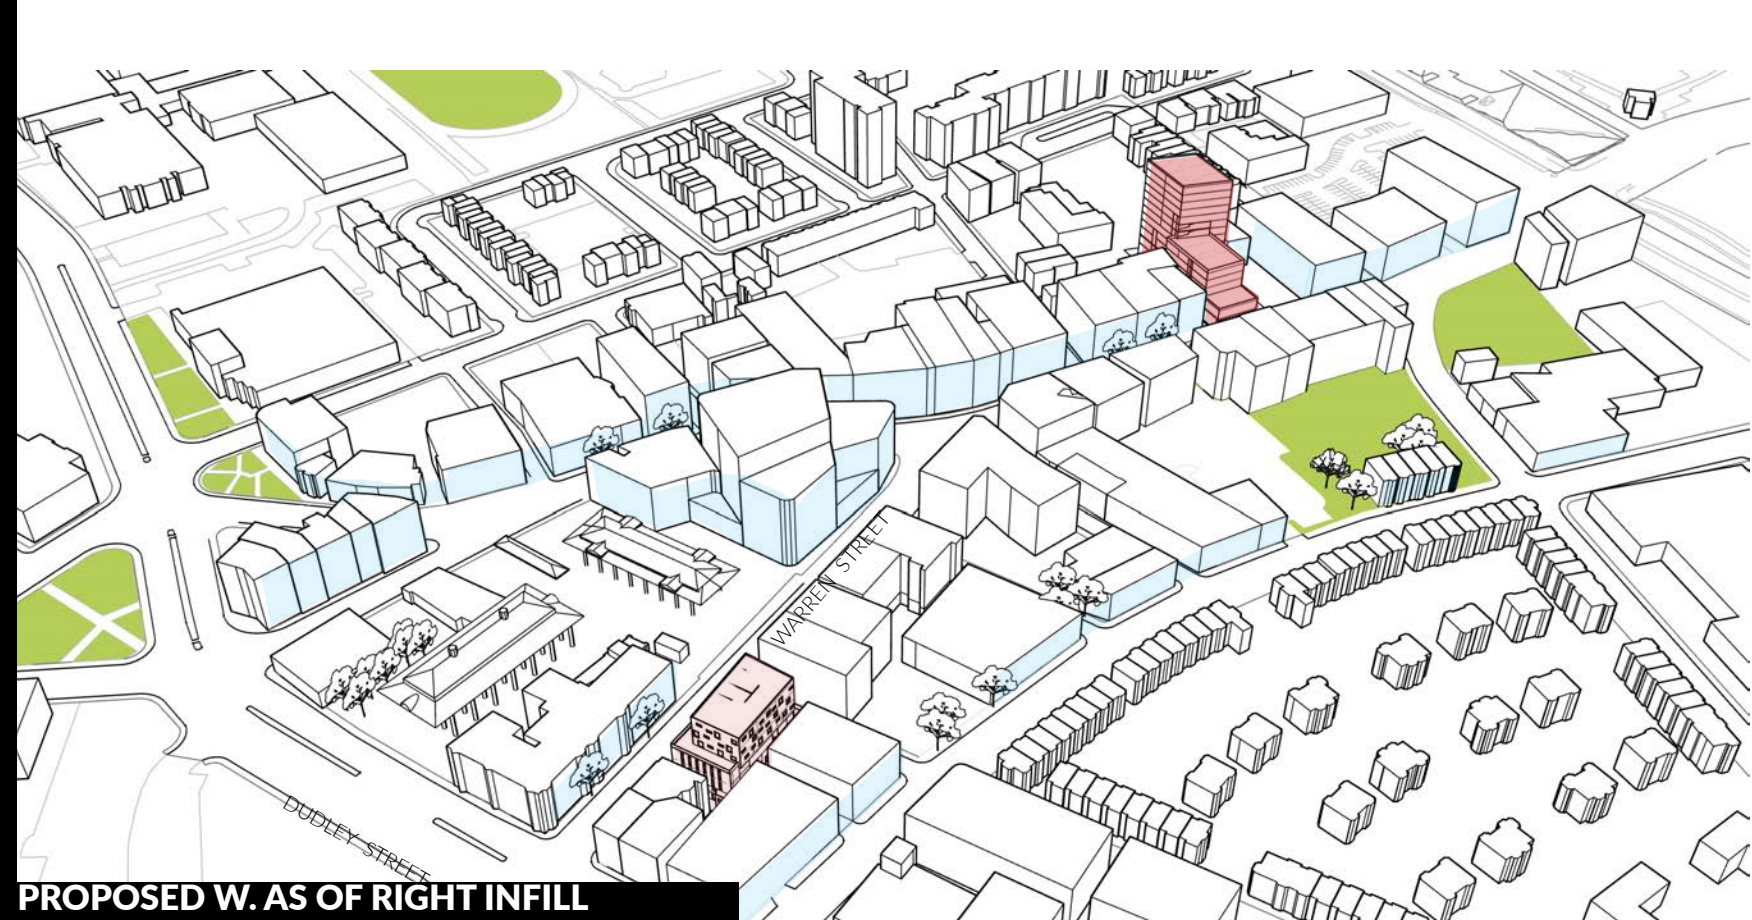 WARREN STREET
DUDLEY STREET
PROPOSED W. AS OF RIGHT INFILL